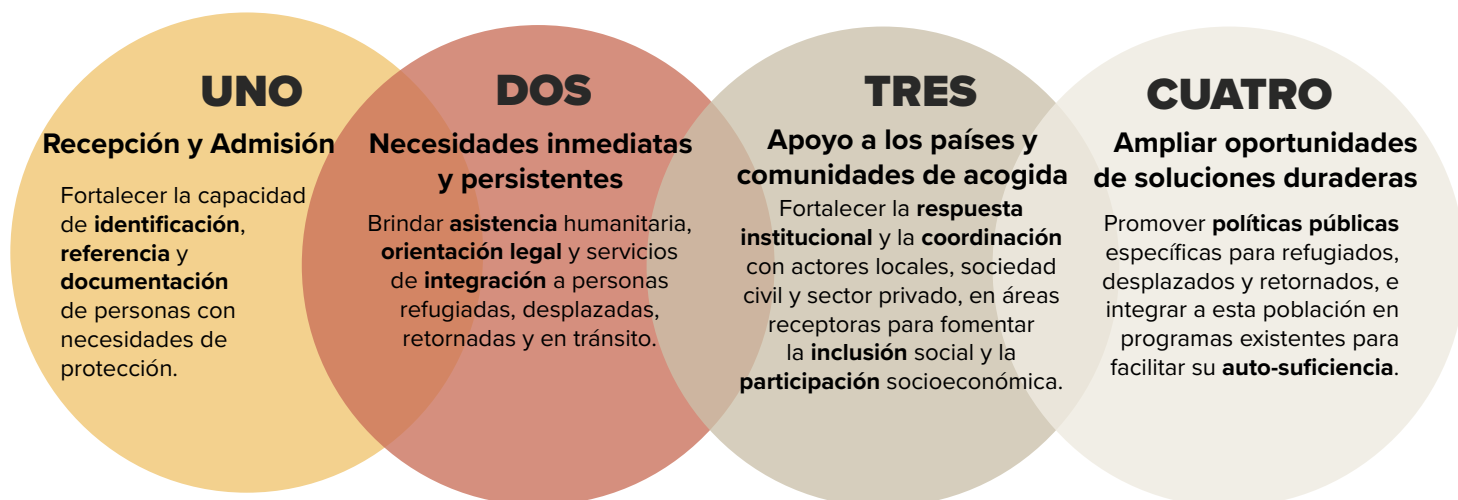 UNO
Recepción y Admisión
Fortalecer la capacidad
de identificación,
referencia y
documentación
de personas con
necesidades de
protección.
DOS
Necesidades inmediatas
y persistentes
Brindar asistencia humanitaria,
orientación legal y servicios
de integración a personas
refugiadas, desplazadas,
retornadas y en tránsito.
TRES
Apoyo a los países y
comunidades de acogida
Fortalecer la respuesta
institucional y la coordinación
con actores locales, sociedad
civil y sector privado, en áreas
receptoras para fomentar
la inclusión social y la
participación socioeconómica.
CUATRO
Ampliar oportunidades
de soluciones duraderas
Promover políticas públicas
específicas para refugiados,
desplazados y retornados, e
integrar a esta población en
programas existentes para
facilitar su auto-suficiencia.